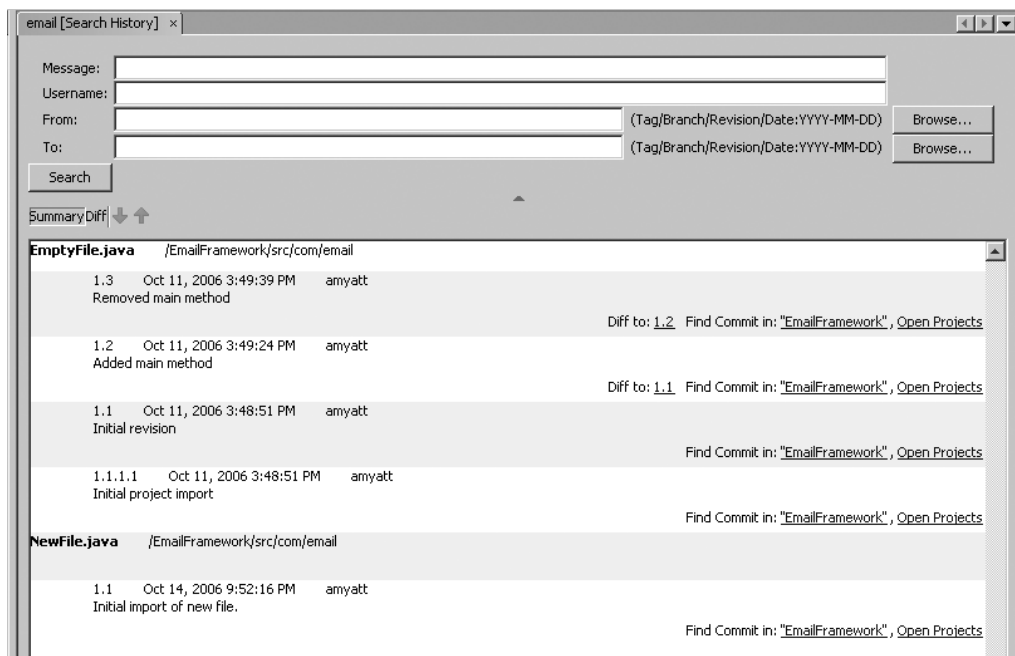 email [Search History] ×
Message:
Username:
From: (Tag/Branch/Revision/Date:YYYY-MM-DD) Browse...
To: (Tag/Branch/Revision/Date:YYYY-MM-DD) Browse...
Search
Summary Diff
EmptyFile.java /EmailFramework/src/com/email
1.3 Oct 11, 2006 3:49:39 PM amyatt
Removed main method
Diff to: 1.2 Find Commit in: "EmailFramework" , Open Projects
1.2 Oct 11, 2006 3:49:24 PM amyatt
Added main method
Diff to: 1.1 Find Commit in: "EmailFramework" , Open Projects
1.1 Oct 11, 2006 3:48:51 PM amyatt
Initial revision
Find Commit in: "EmailFramework" , Open Projects
1.1.1.1 Oct 11, 2006 3:48:51 PM amyatt
Initial project import
Find Commit in: "EmailFramework" , Open Projects
NewFile.java /EmailFramework/src/com/email
1.1 Oct 14, 2006 9:52:16 PM amyatt
Initial import of new file.
Find Commit in: "EmailFramework" , Open Projects